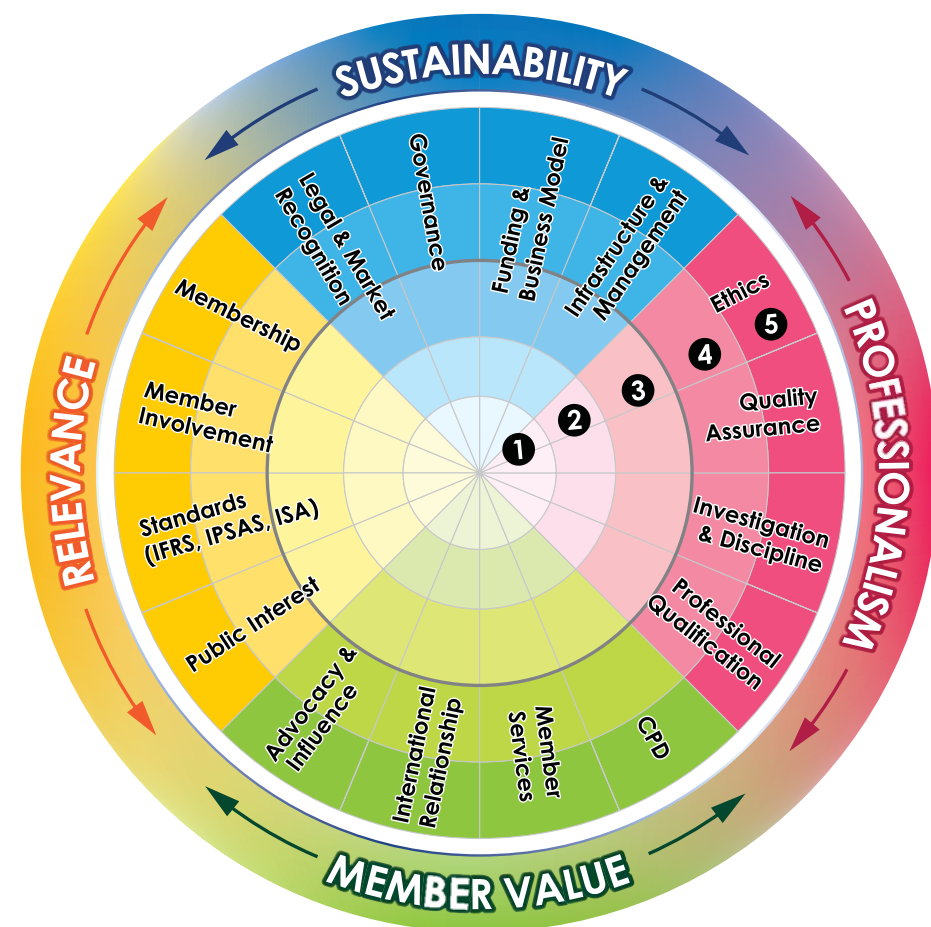 SUSTAINABILITY
Legal & Market
Recognition
Governance
Funding &
Business Model
Infrastructure &
Management
PROFESSIONALISM
Ethics
5
4
3
2
1
Quality
Assurance
Investigation
& Discipline
Professional
Qualification
MEMBER VALUE
CPD
Member
Services
International
Relationship
Advocacy &
Influence
RELEVANCE
Membership
Member
Involvement
Standards
(IFRS, IPSAS, ISA)
Public Interest